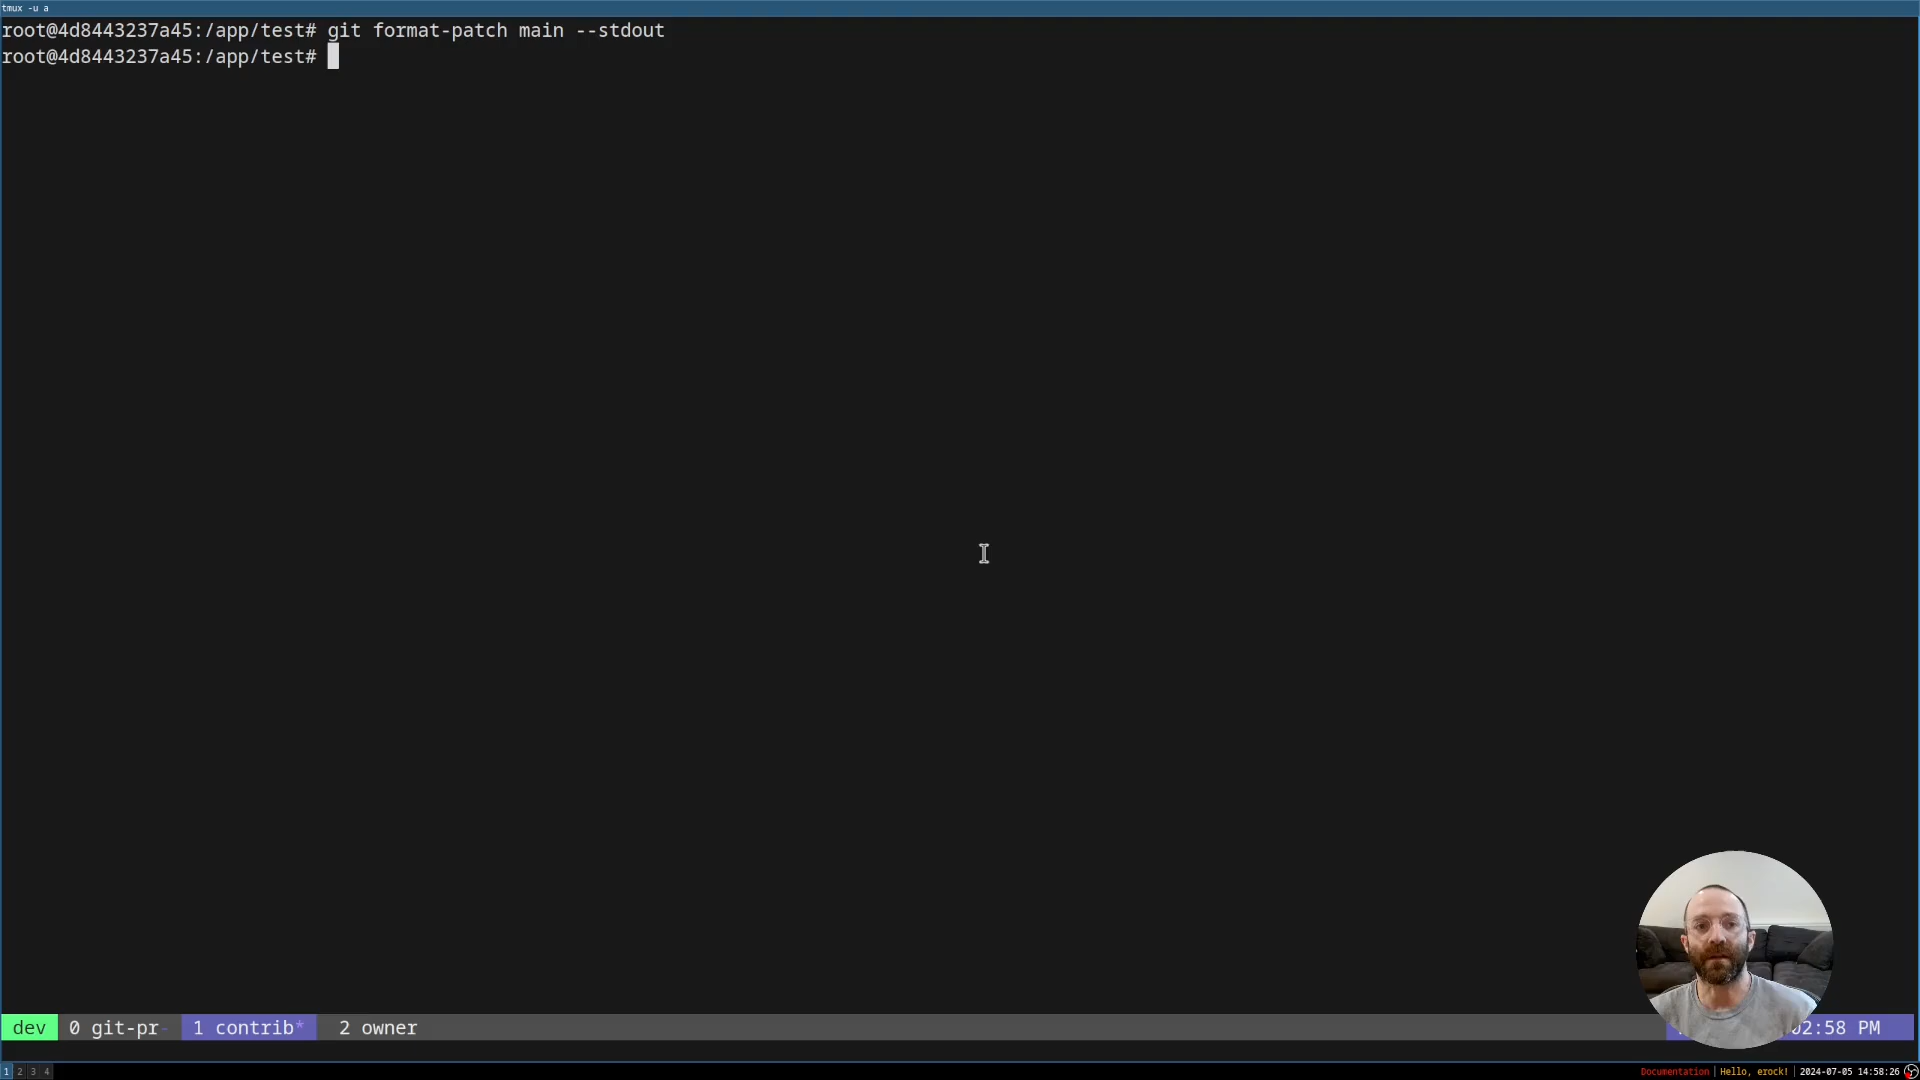 tmux -u a
root@4d8443237a45:/app/test# git format-patch main --stdout
root@4d8443237a45:/app/test#
dev 0 git-pr- 1 contrib* 2 owner 02:58 PM
1 2 3 4 Documentation | Hello, erock! | 2024-07-05 14:58:26